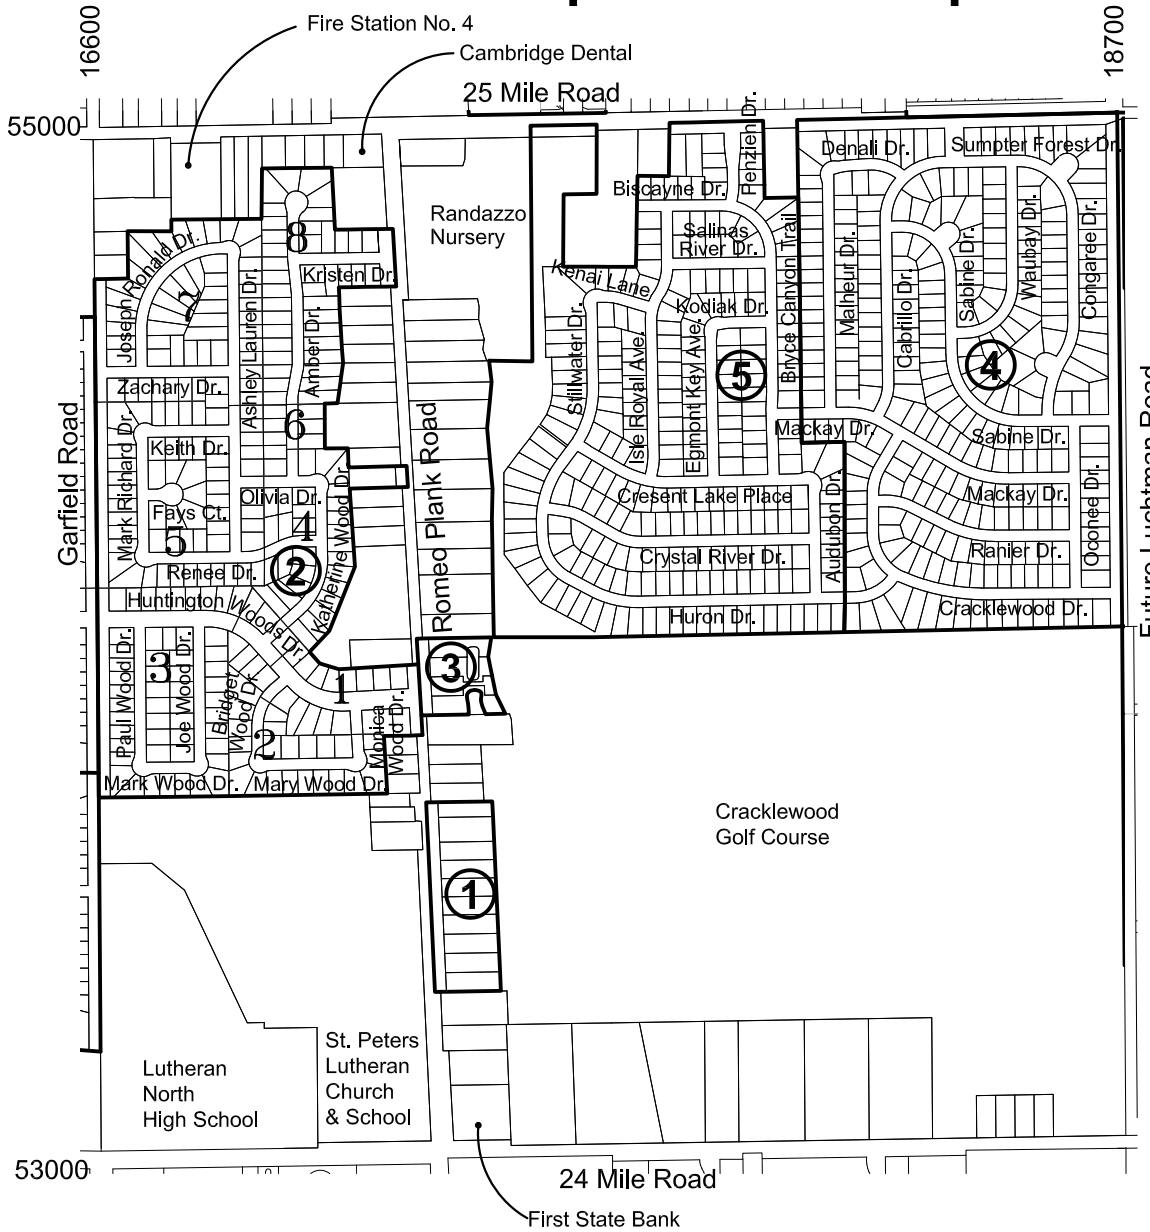 16600
Fire Station No. 4
18700
Cambridge Dental
25 Mile Road
55000
Penzien Dr.
Denali Dr.
Sumpter Forest Dr.
Biscayne Dr.
Randazzo
Nursery
8
Salinas
River Dr.
Joseph Ronald Dr.
Kristen Dr.
Kenai Lane
Kodiak Dr.
Bryce Canydn Trail
Malheur Dr.
Cabrillo Dr.
Sabine Dr.
Waubay Dr.
Congaree Dr.
7
Ashley Lauren Dr.
Amber Dr.
Stillwater Dr.
Isle Royal Ave.
Egmont Key Ave.
5
4
Zachary Dr.
Garfield Road
Mark Richard Dr.
6
Keith Dr.
Romeo Plank Road
Mackay Dr.
Sabine Dr.
Future Luchtman Road
Olivia Dr.
Fays Ct.
4
5
Katherine Wood Dr.
Cresent Lake Place
Audubon Dr.
Mackay Dr.
Oconee Dr.
Renee Dr.
2
Crystal River Dr.
Ranier Dr.
Huntington Woods Dr.
Huron Dr.
Cracklewood Dr.
Paul Wood Dr.
3
Joe Wood Dr.
Bridget
Wood Dr.
1
3
2
Monica
Wood Dr.
Mark Wood Dr.
Mary Wood Dr.
Cracklewood
Golf Course
1
Lutheran
North
High School
St. Peters
Lutheran
Church
& School
53000
24 Mile Road
First State Bank